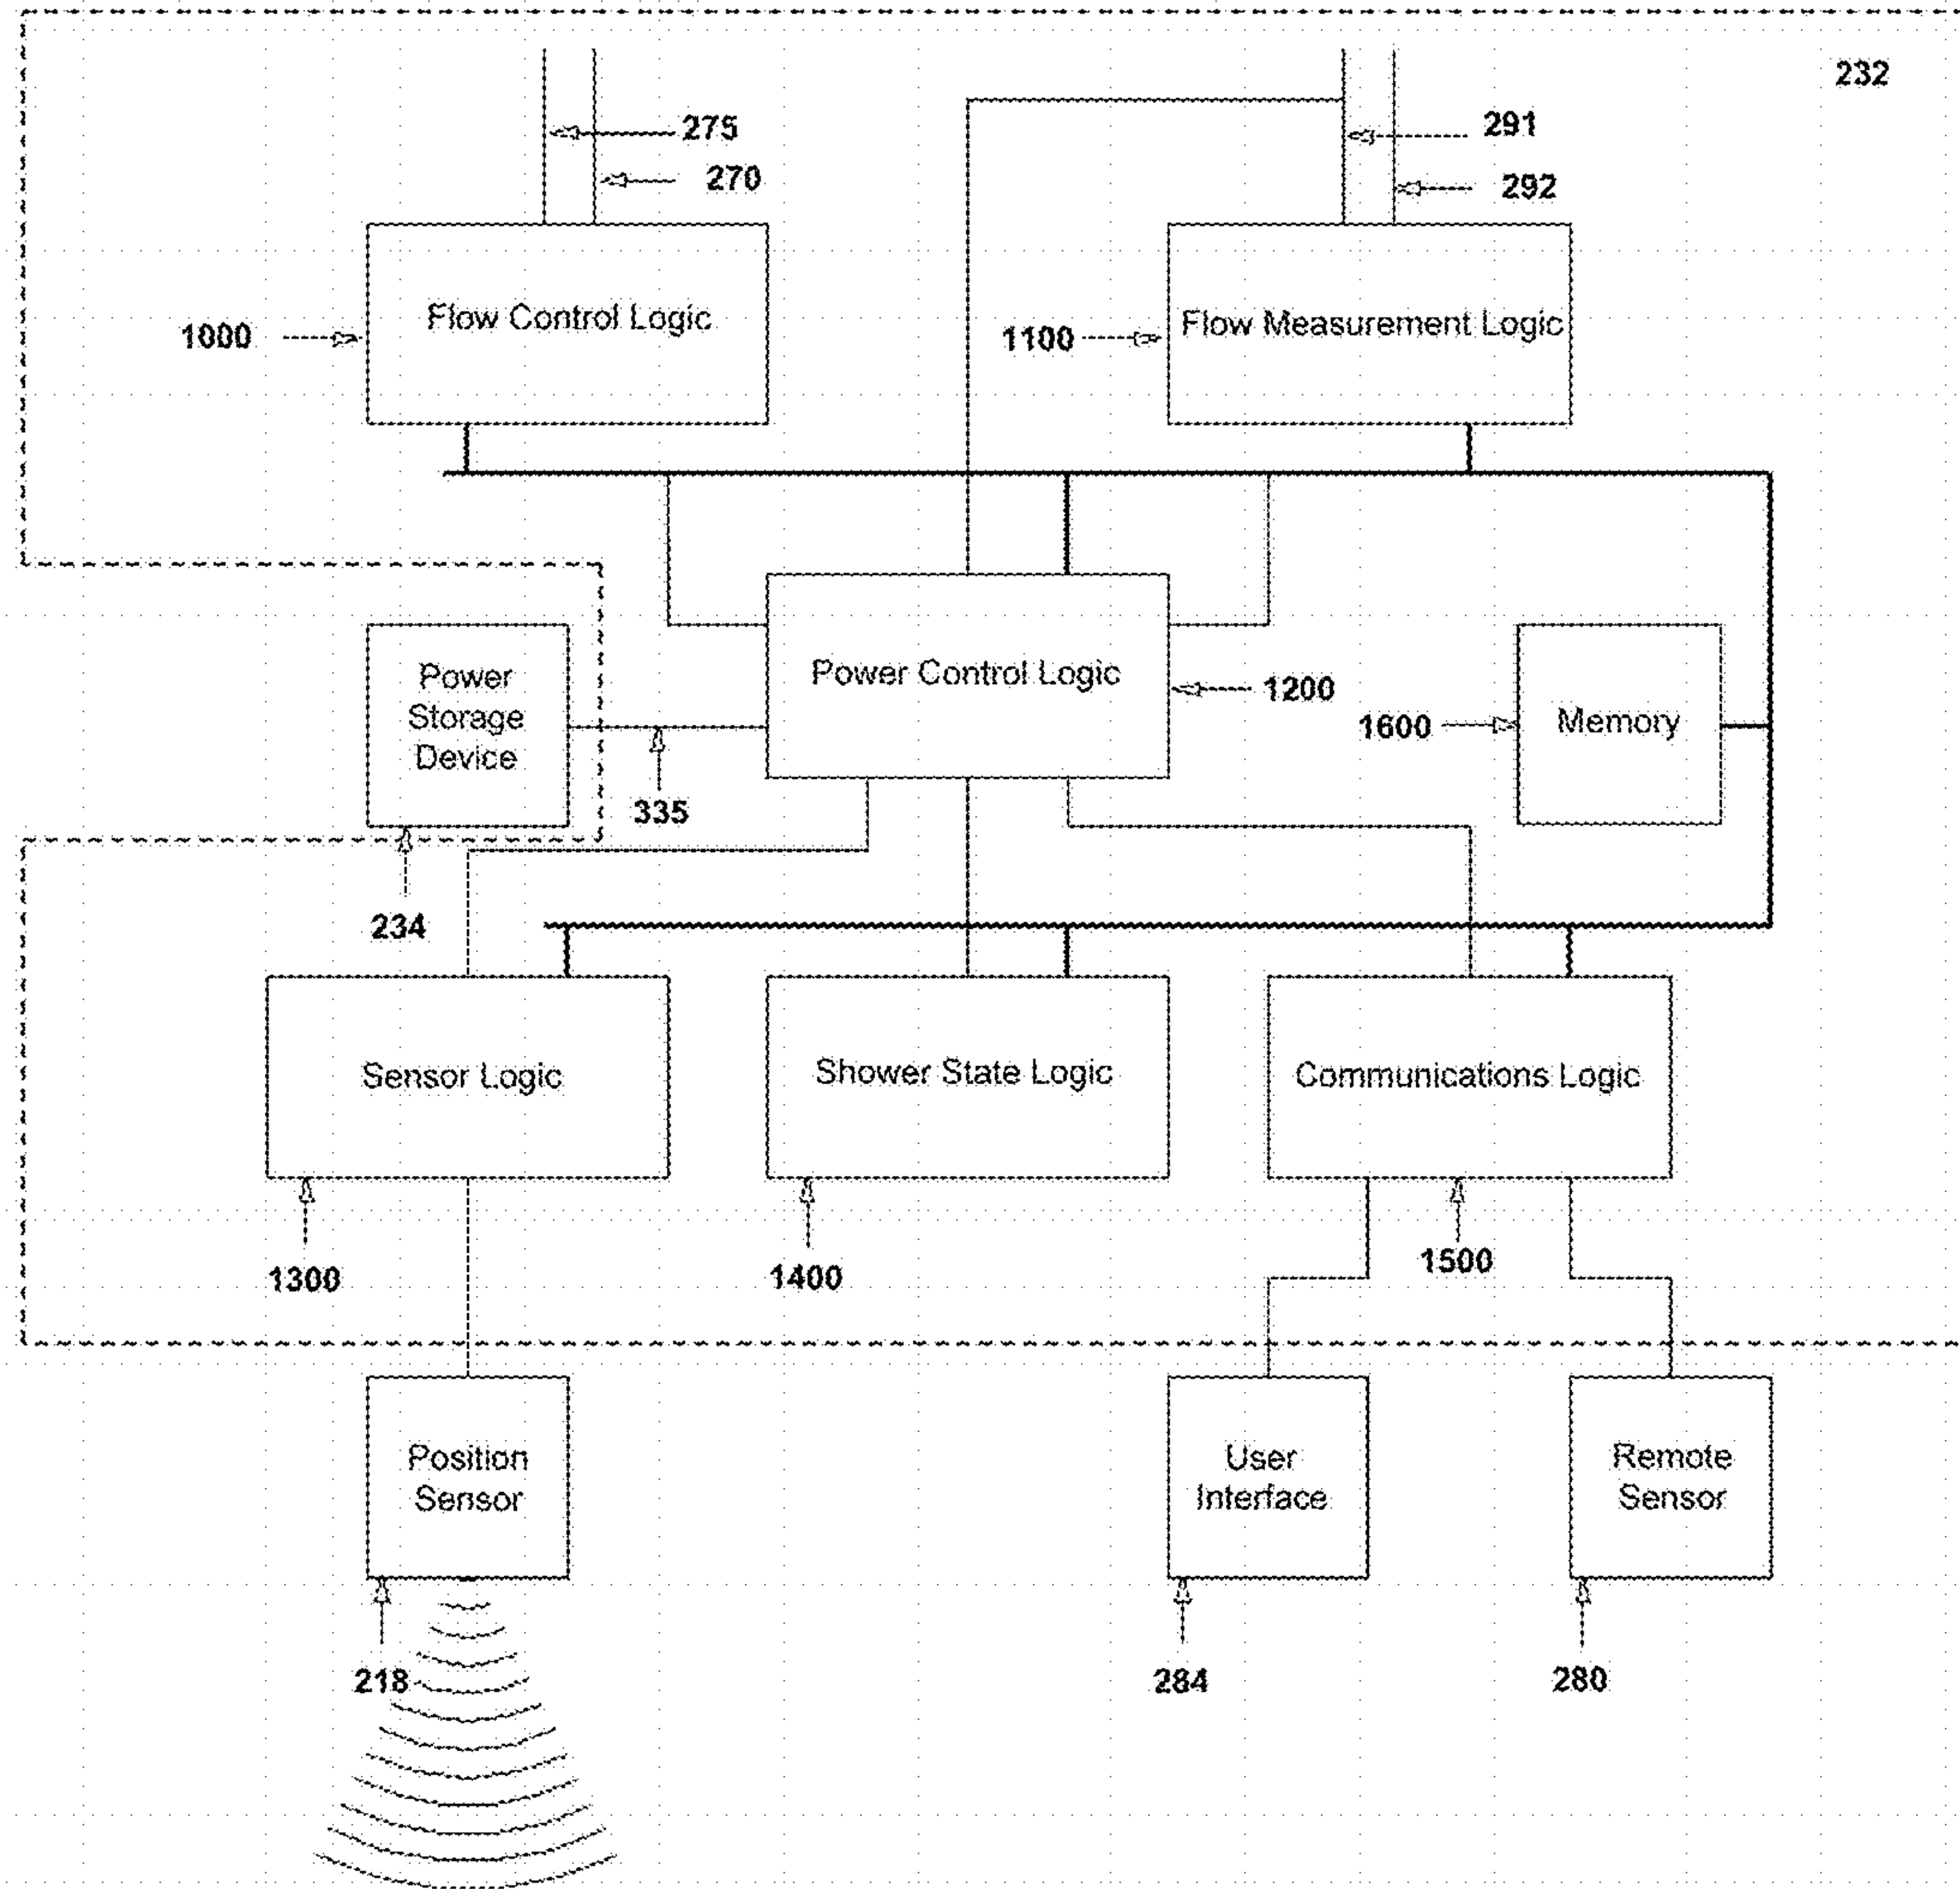 232
275
291
270
292
Flow Control Logic
Flow Measurement Logic
1000
1100
Power
Storage
Device
Power Control Logic
1200
1600
Memory
335
234
Sensor Logic
Shower State Logic
Communications Logic
1300
1400
1500
Position
Sensor
User
Interface
Remote
Sensor
218
284
280